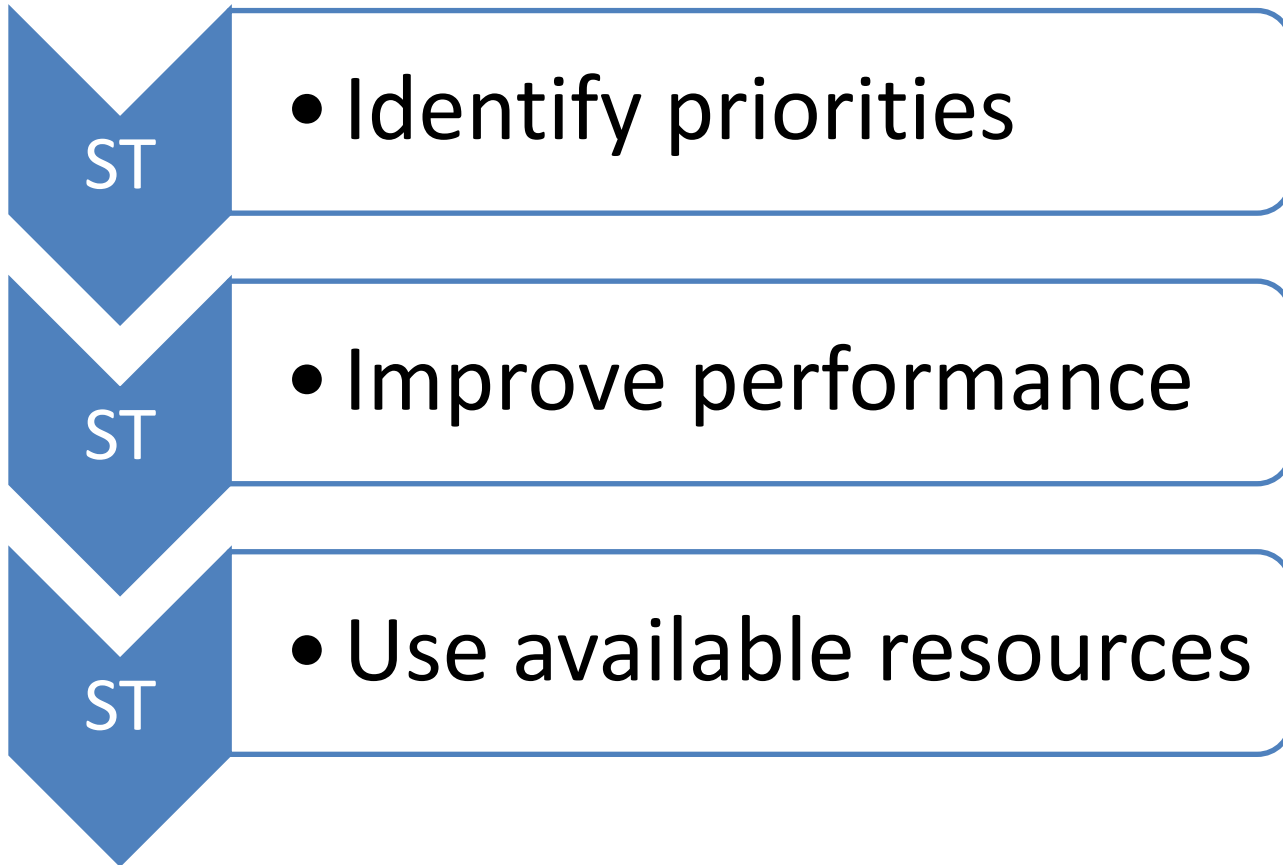 ST
• Identify priorities
ST
• Improve performance
ST
• Use available resources